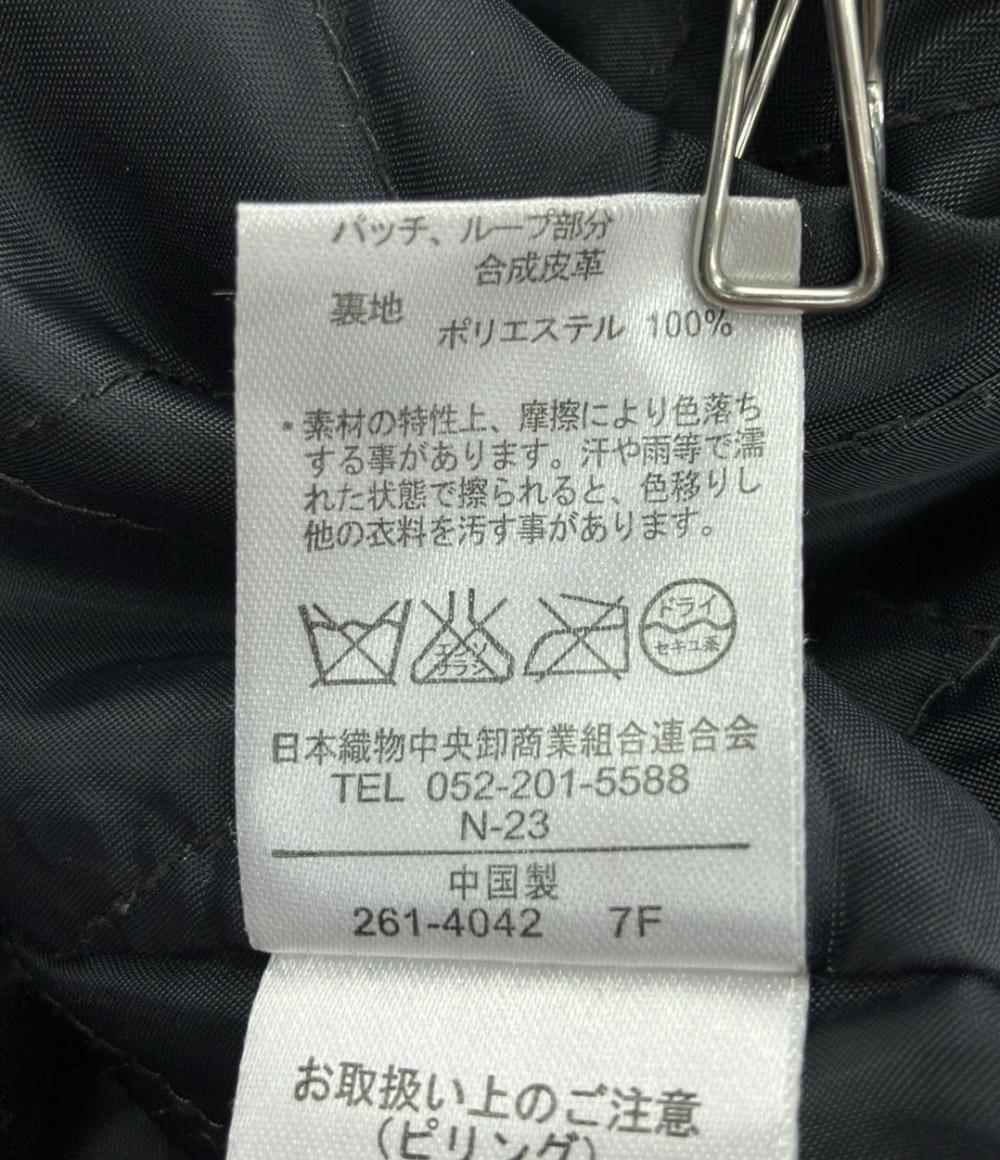 パッチ、ループ部分
合成皮革
裏地
ポリエステル 100%
・素材の特性上、摩擦により色落ち
する事があります。汗や雨等で濡
れた状態で擦られると、色移りし
他の衣料を汚す事があります。
エンソ
サラシ
ドライ
セキユ系
日本織物中央卸商業組合連合会
TEL 052-201-5588
N-23
中国製
261-4042 7F
お取扱い上のご注意
（ピリング）